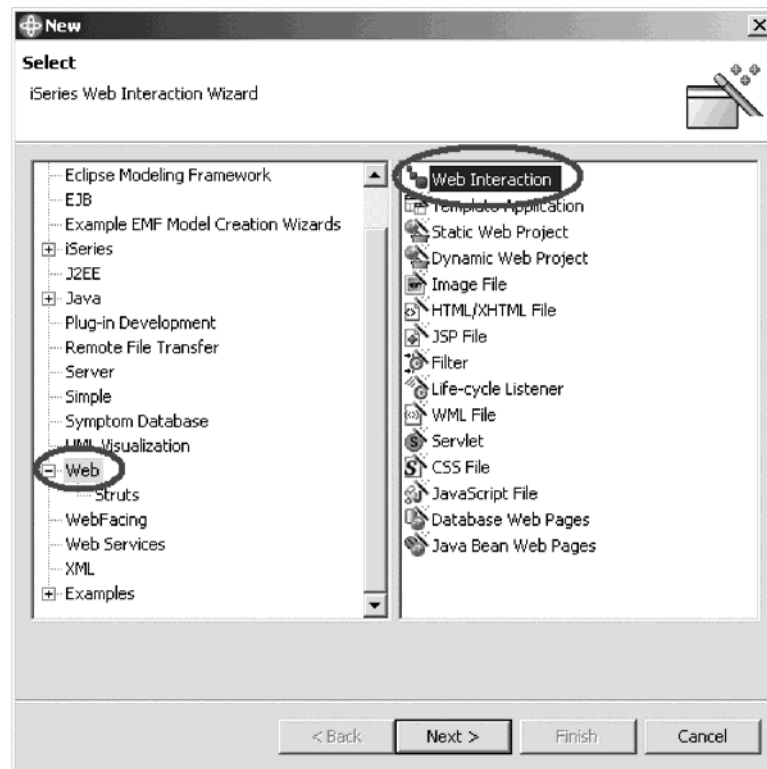 New
Select
iSeries Web Interaction Wizard
Eclipse Modeling Framework
EJB
Example EMF Model Creation Wizards
iSeries
J2EE
Java
Plug-in Development
Remote File Transfer
Server
Simple
Symptom Database
UML Visualization
Web
Struts
WebFacing
Web Services
XML
Examples
Web Interaction
Template Application
Static Web Project
Dynamic Web Project
Image File
HTML/XHTML File
JSP File
Filter
Life-cycle Listener
WML File
Servlet
CSS File
JavaScript File
Database Web Pages
Java Bean Web Pages
< Back
Next >
Finish
Cancel